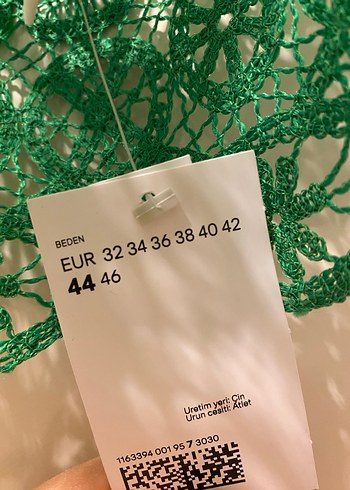 BEDEN
EUR 32 34 36 38 40 42
44 46
Uretim yeri: Cin
Urun cesiti: Atlet
1163394 001 95 7 3030